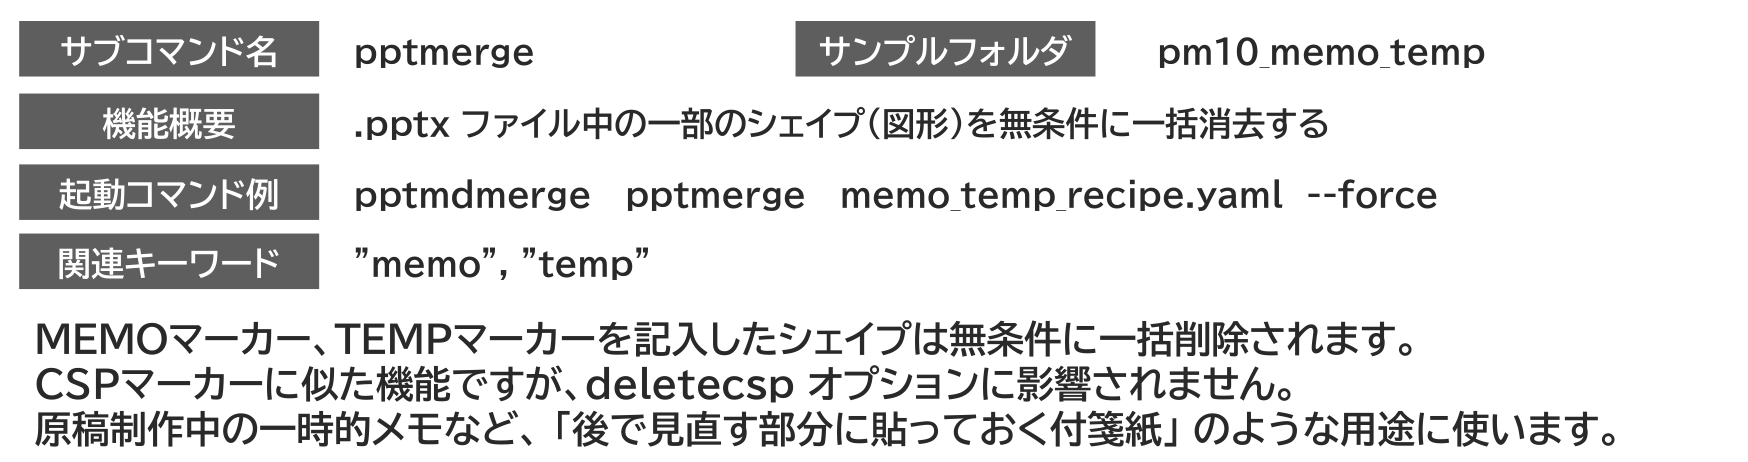 サブコマンド名 pptmerge サンプルフォルダ pm10_memo_temp
機能概要 .pptx ファイル中の一部のシェイプ（図形）を無条件に一括消去する
起動コマンド例 pptmdmerge pptmerge memo_temp_recipe.yaml --force
関連キーワード ”memo”, ”temp”
MEMOマーカー、TEMPマーカーを記入したシェイプは無条件に一括削除されます。
CSPマーカーに似た機能ですが、deletecsp オプションに影響されません。
原稿制作中の一時的メモなど、「後で見直す部分に貼っておく付箋紙」のような用途に使います。